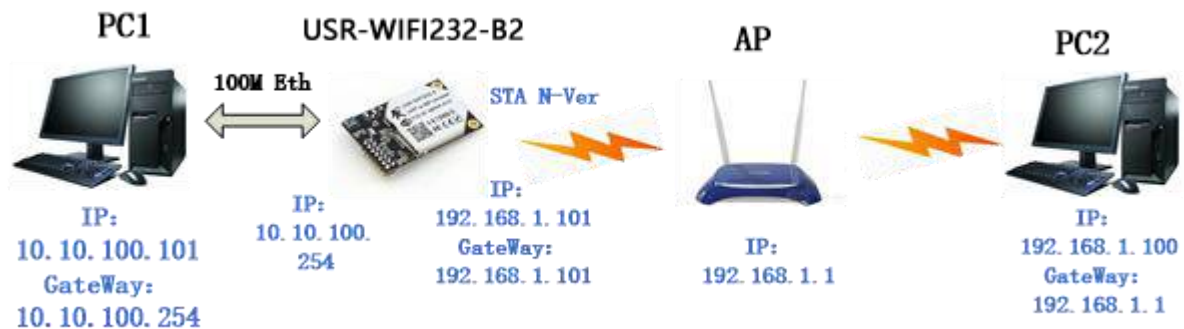 PC1
USR-WIFI232-B2
AP
PC2
100M Eth
STA N-Ver
IP:
10.10.100.101
GateWay:
10.10.100.254
IP:
10.10.100.
254
IP:
192.168.1.101
GateWay:
192.168.1.101
IP:
192.168.1.1
IP:
192.168.1.100
GateWay:
192.168.1.1